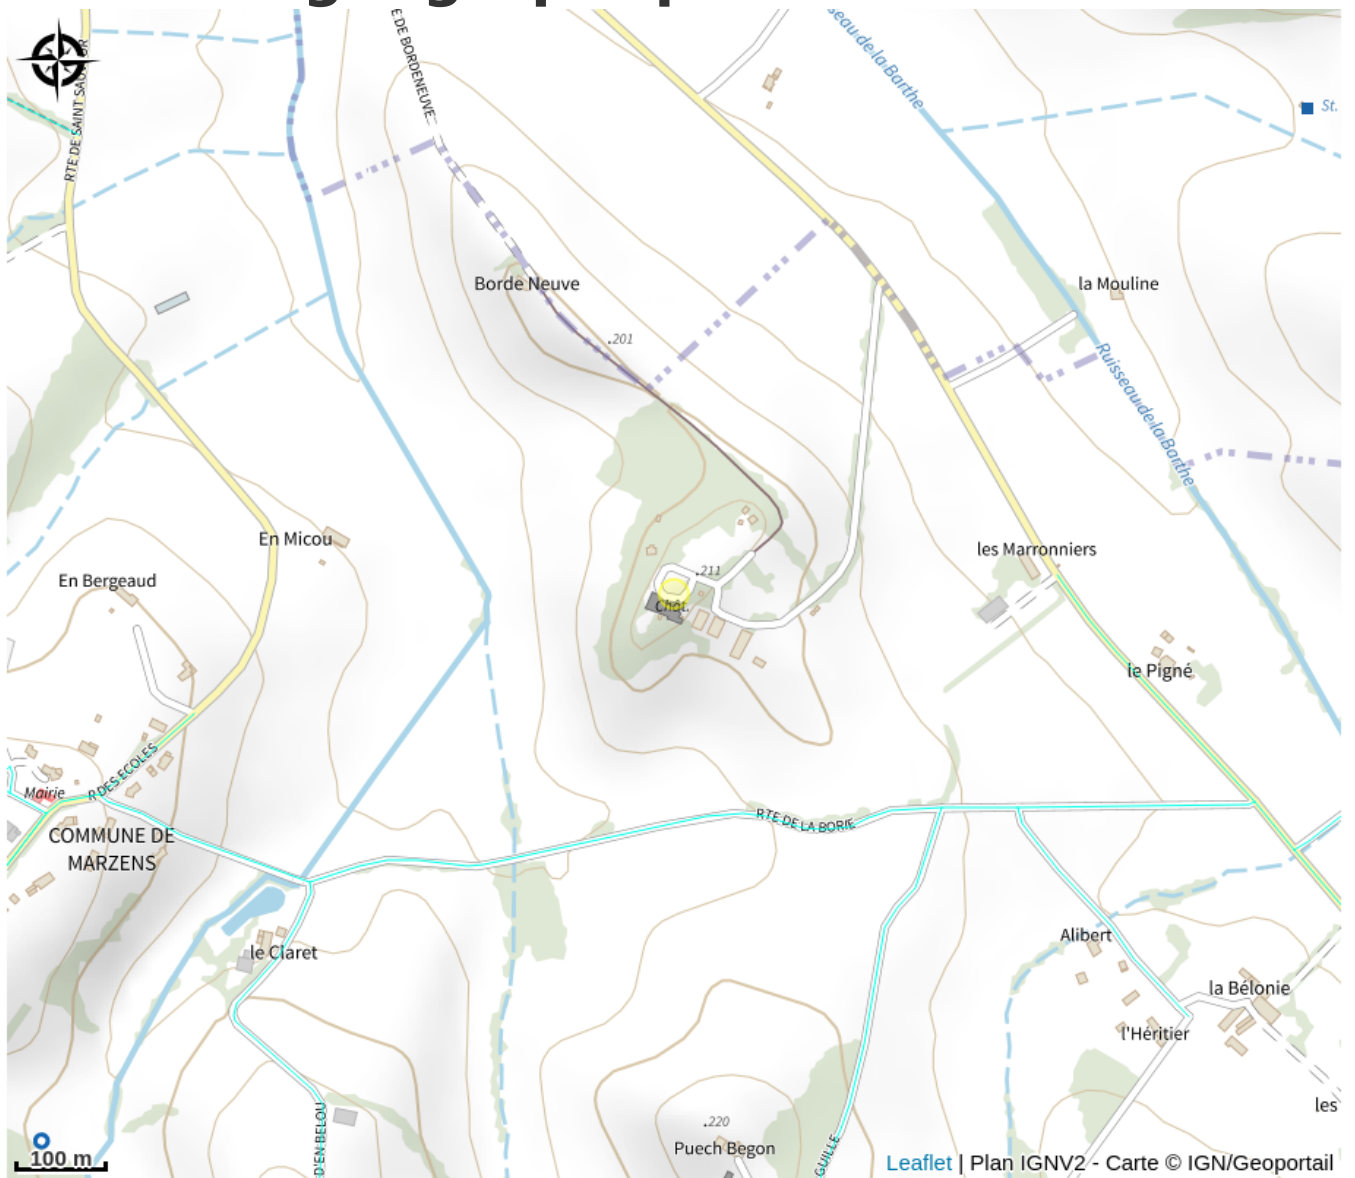 E DE BORDENEUVE
seau de la Barthe
RTE DE SAINT SAUVEUR
St.
Borde Neuve
la Mouline
.201
Ruisseau de la Barthe
En Micou
les Marronniers
.211
En Bergeaud
Chât.
le Pigné
R DES ECOLES
Mairie
RTE DE LA BORIE
COMMUNE DE
MARZENS
Alibert
le Claret
la Bélonie
l'Héritier
les
.220
D'EN BELOU
Puech Begon
GUILLE
100 m
Leaflet | Plan IGNV2 - Carte © IGN/Geoportail